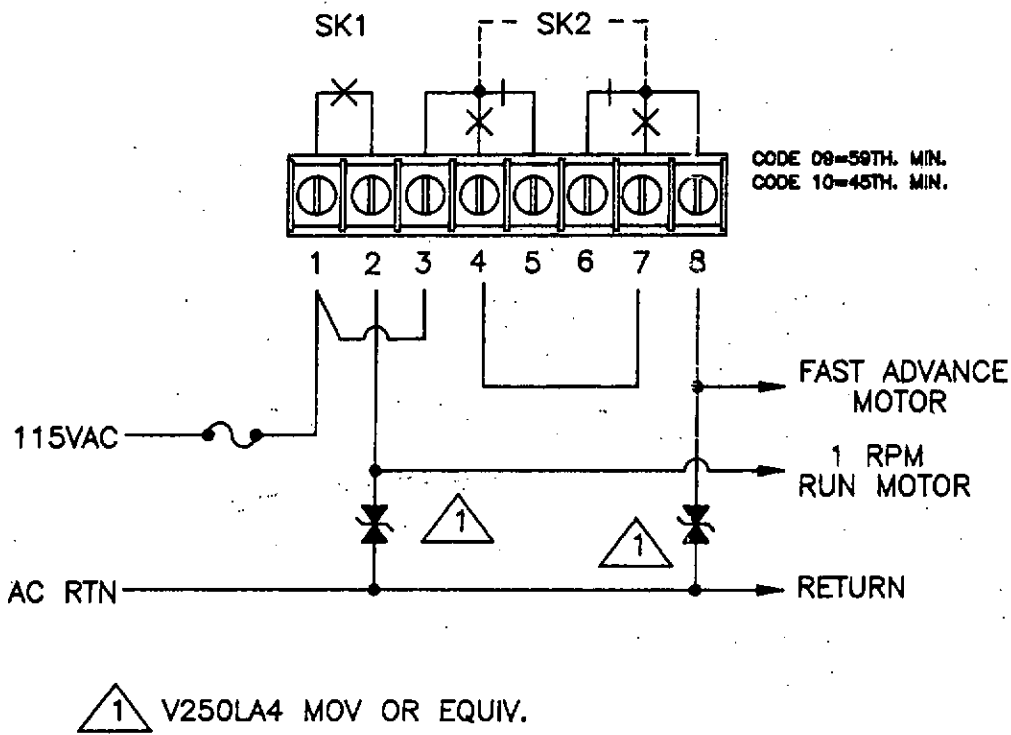 SK1 SK2
CODE 09=59TH. MIN.
CODE 10=45TH. MIN.
1 2 3 4 5 6 7 8
FAST ADVANCE
MOTOR
115VAC
1 RPM
RUN MOTOR
1
1
AC RTN
RETURN
1 V250LA4 MOV OR EQUIV.